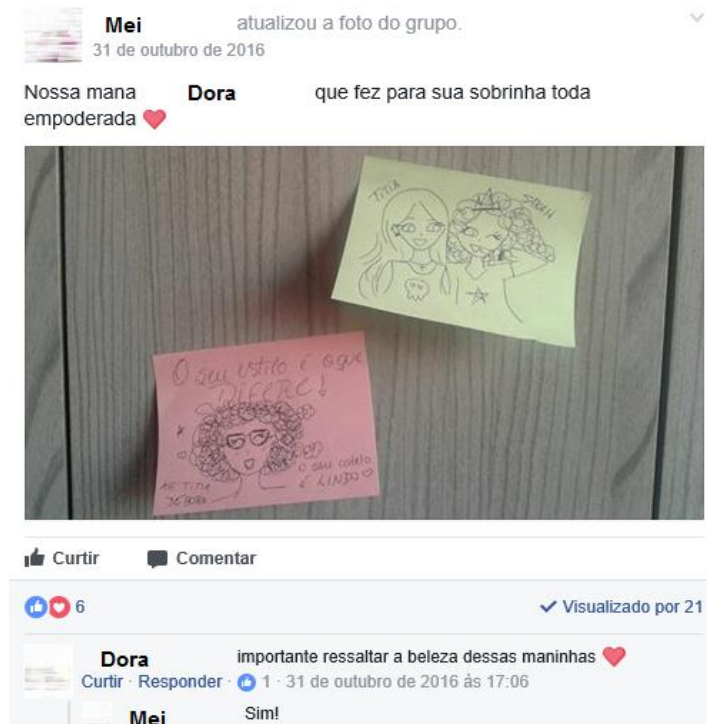 Mei atualizou a foto do grupo.
31 de outubro de 2016
Nossa mana Dora que fez para sua sobrinha toda
empoderada
TITIA
SARAH
O seu estilo é o que
DIFERE!
o seu cabelo
é LINDO
AS: TITIA
Curtir Comentar
6 Visualizado por 21
Dora importante ressaltar a beleza dessas maninhas
Curtir · Responder · 1 · 31 de outubro de 2016 às 17:06
Mei Sim!